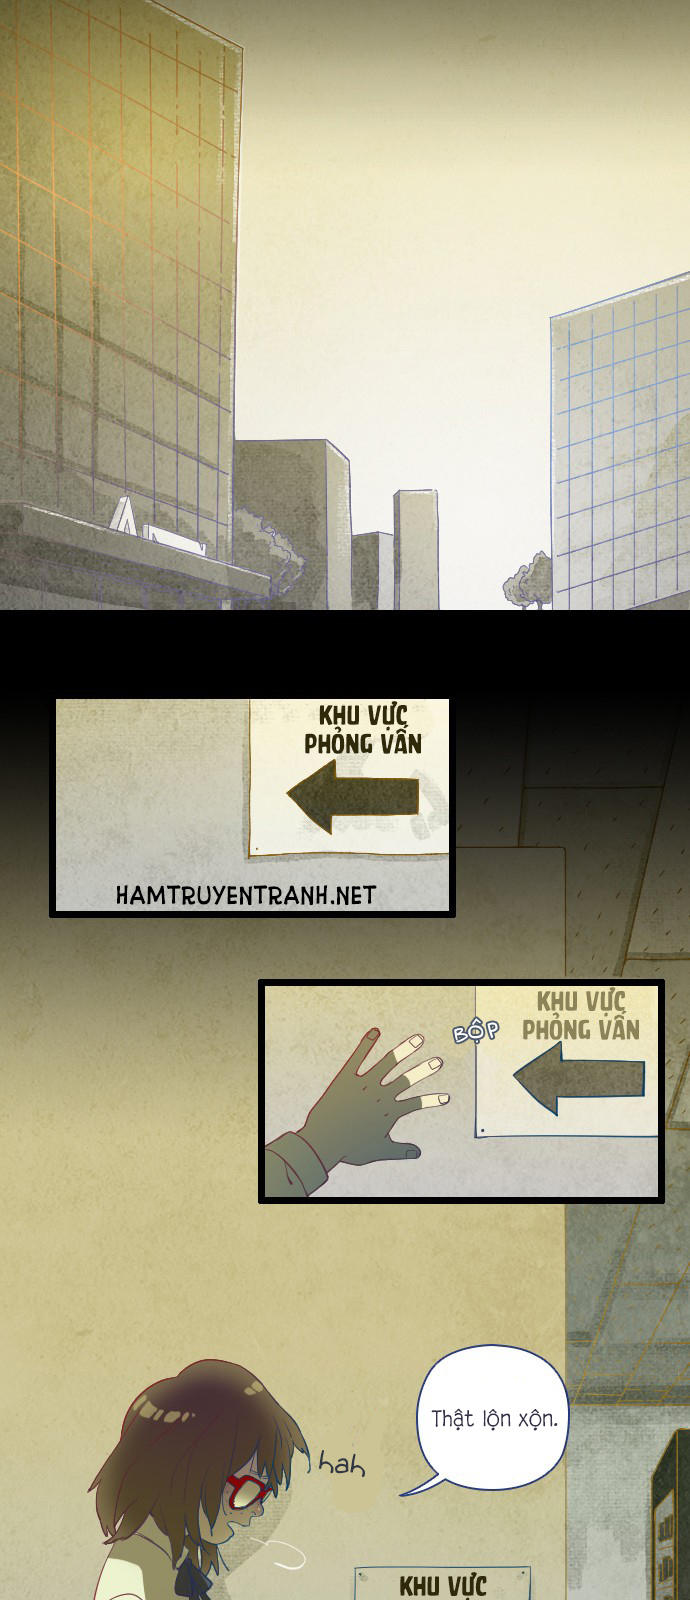 KHU VỰC
PHỎNG VẤN
HAMTRUYENTRANH.NET
KHU VỰC
PHỎNG VẤN
BỘP
Thật lộn xộn.
hah
KHU VỰC